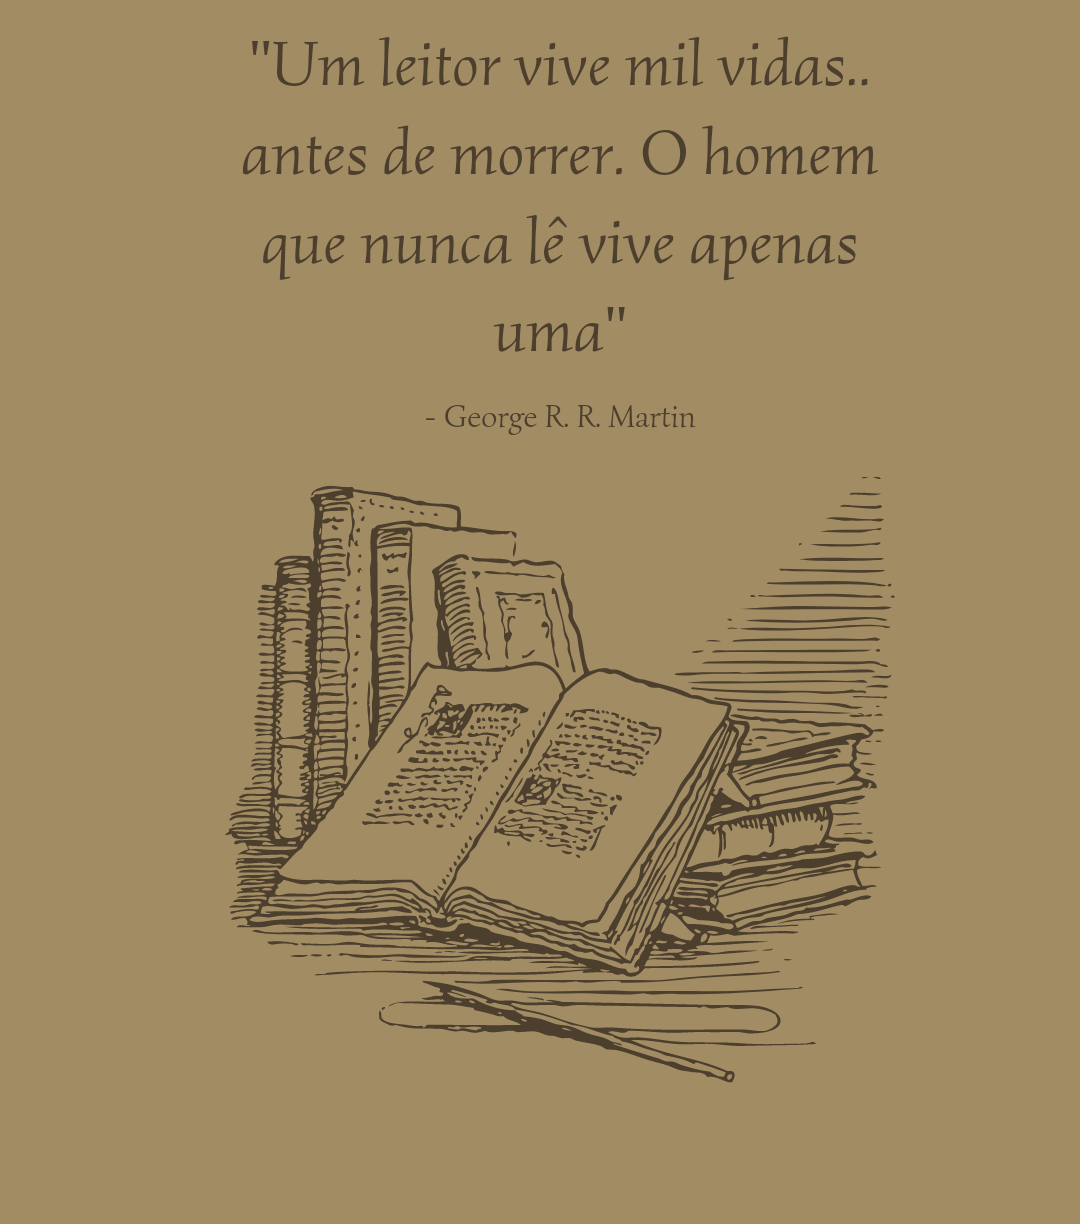 "Um leitor vive mil vidas..
antes de morrer. O homem
que nunca lê vive apenas
uma"
- George R. R. Martin